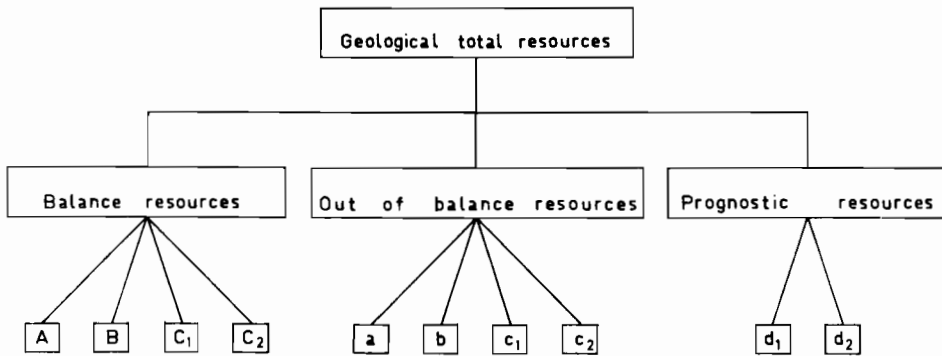 Geological total resources
Balance resources
Out of balance resources
Prognostic resources
A B C₁ C₂
a b c₁ c₂
d₁ d₂